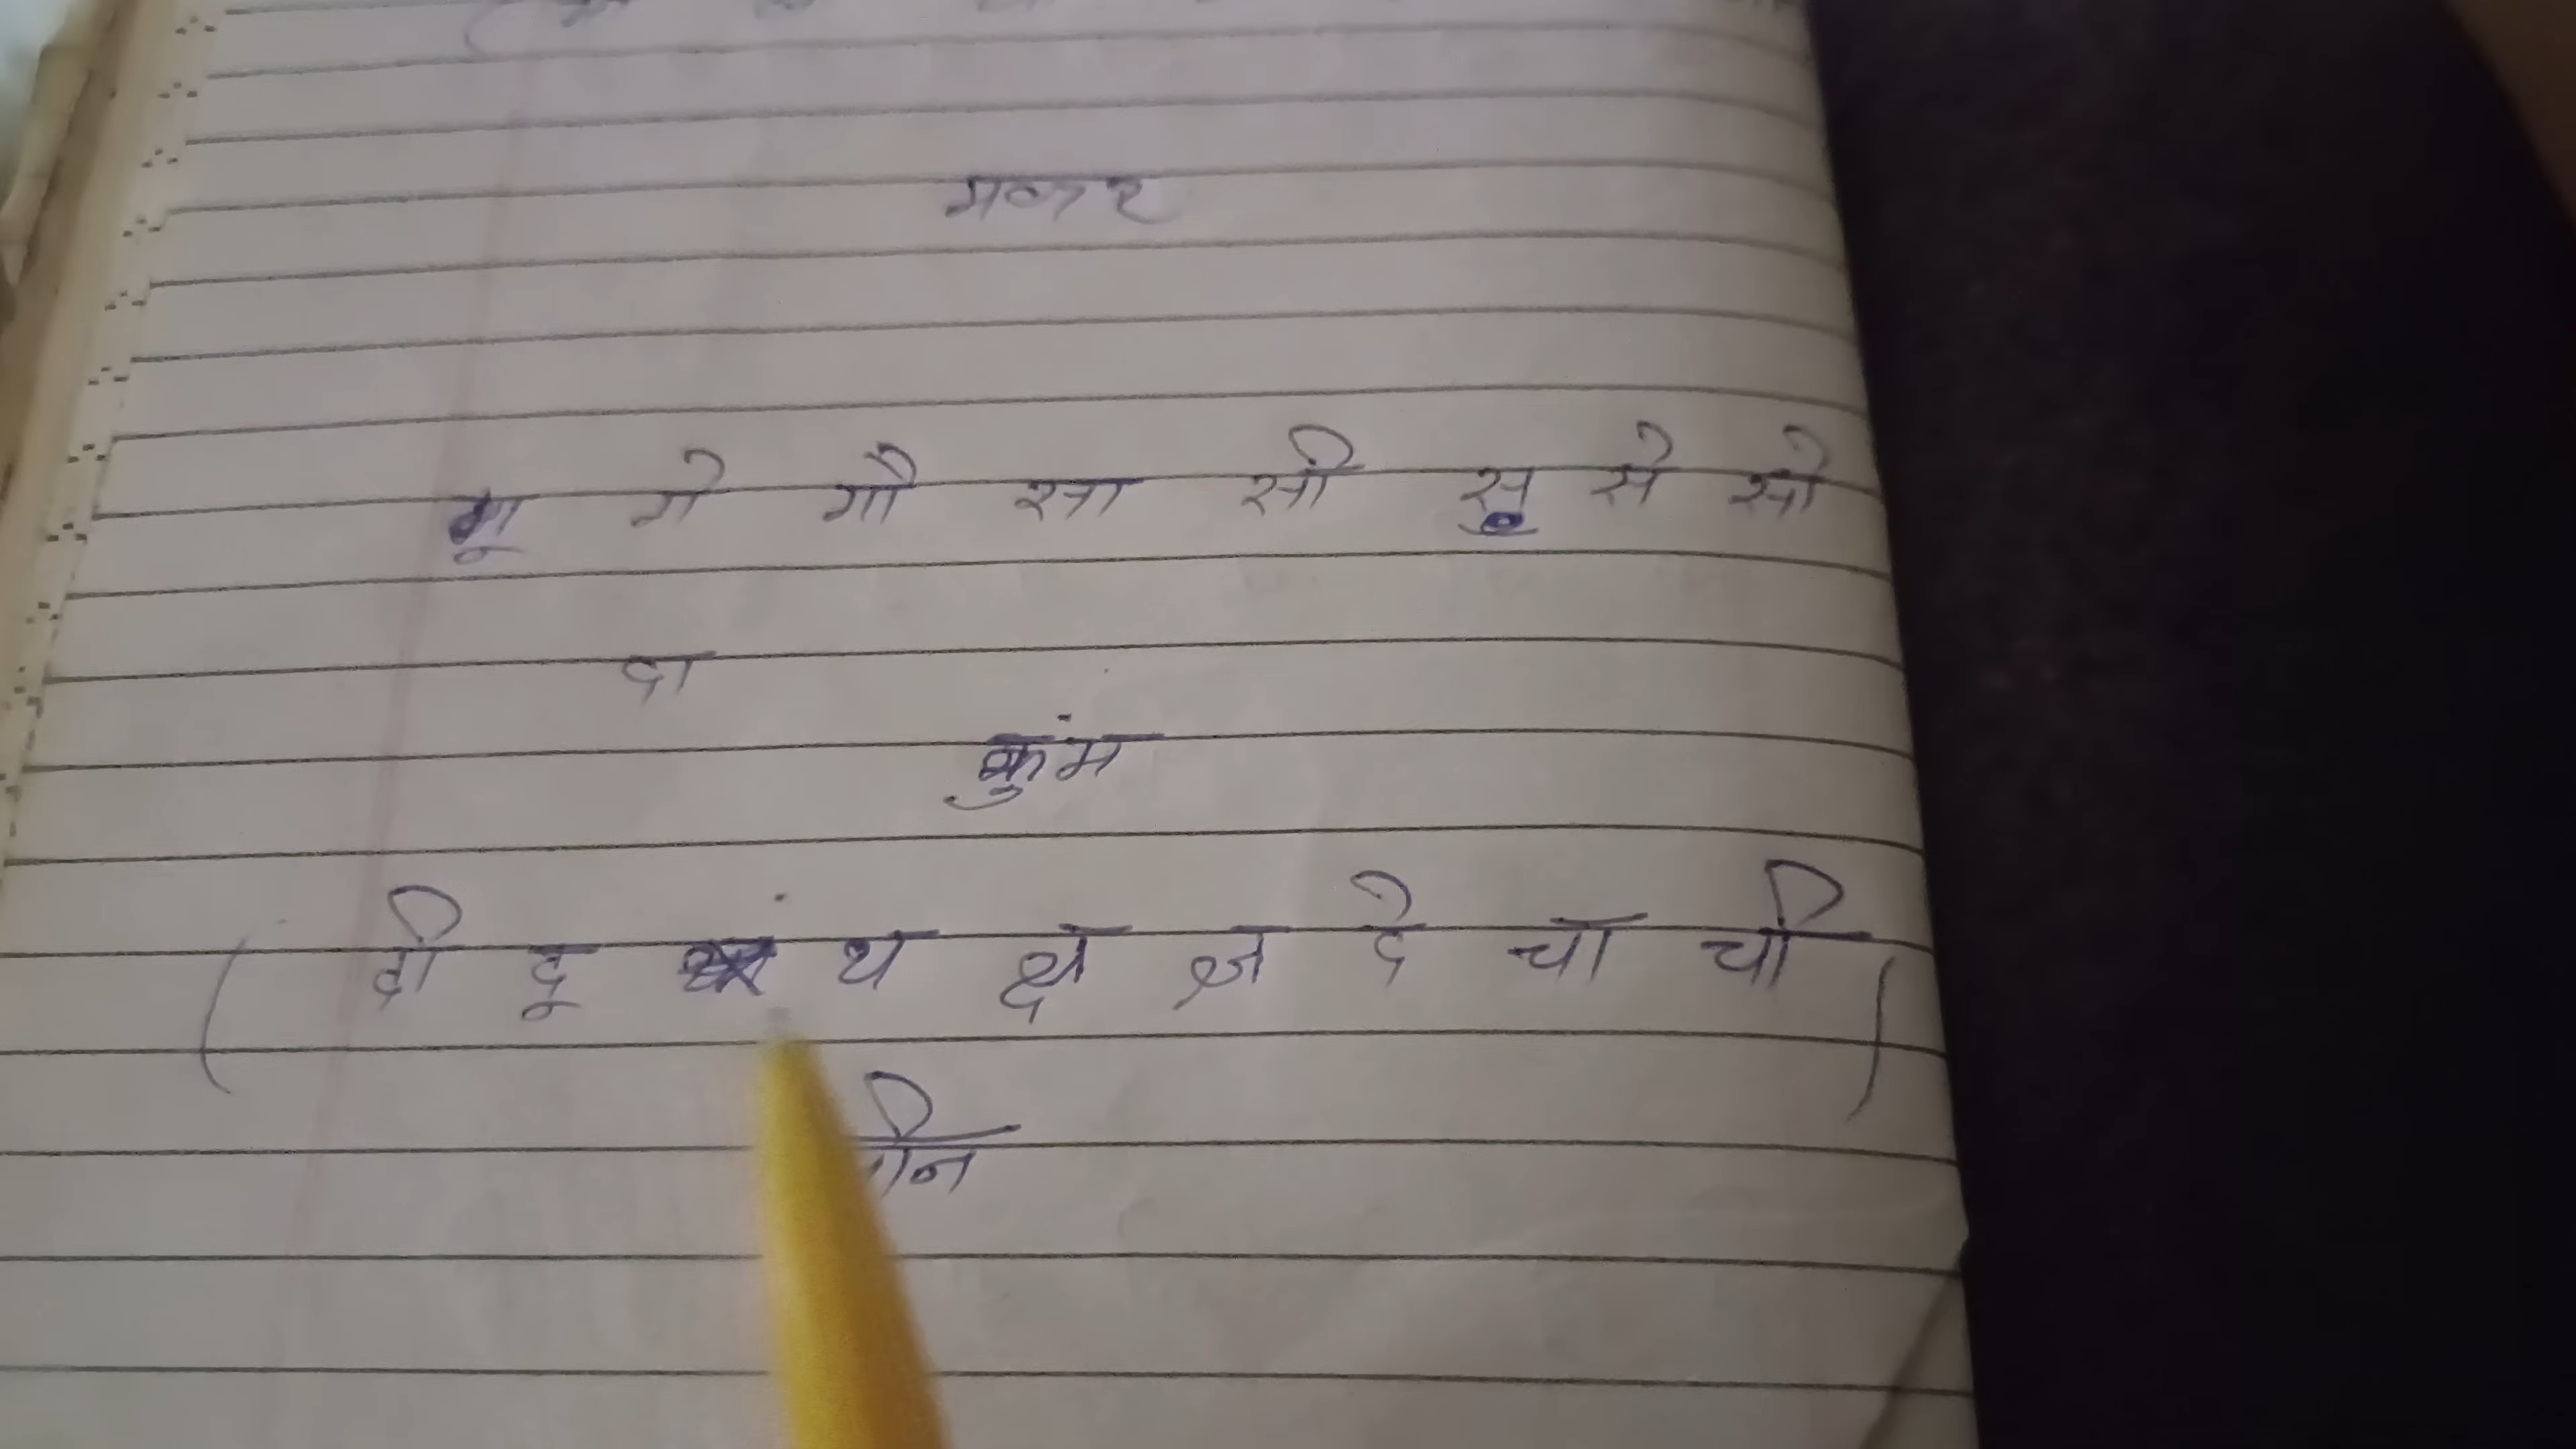 मकर
गू गे गौ सा सी सु से सो
दा
कुंम
( दी दू थ दे चा ची )